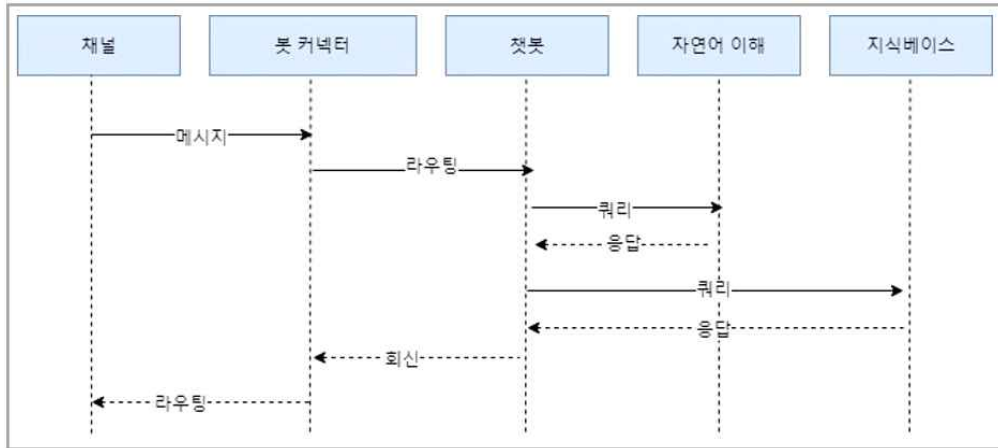 채널
봇 커넥터
챗봇
자연어 이해
지식베이스
메시지
라우팅
쿼리
응답
쿼리
응답
회신
라우팅